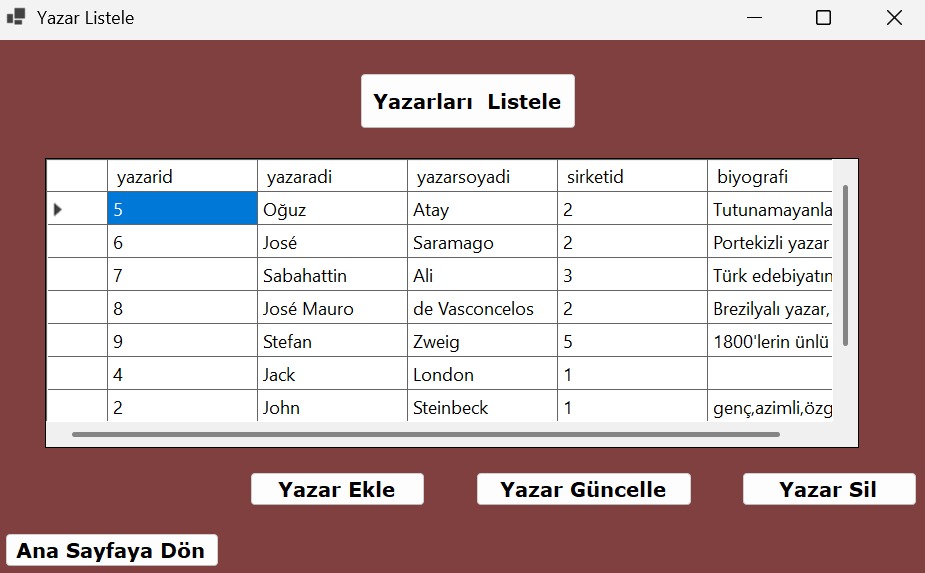 Yazar Listele
Yazarları Listele
yazarid yazaradi yazarsoyadi sirketid biyografi
5 Oğuz Atay 2 Tutunamayanla
6 José Saramago 2 Portekizli yazar
7 Sabahattin Ali 3 Türk edebiyatın
8 José Mauro de Vasconcelos 2 Brezilyalı yazar,
9 Stefan Zweig 5 1800'lerin ünlü
4 Jack London 1
2 John Steinbeck 1 genç,azimli,özg
Yazar Ekle Yazar Güncelle Yazar Sil
Ana Sayfaya Dön